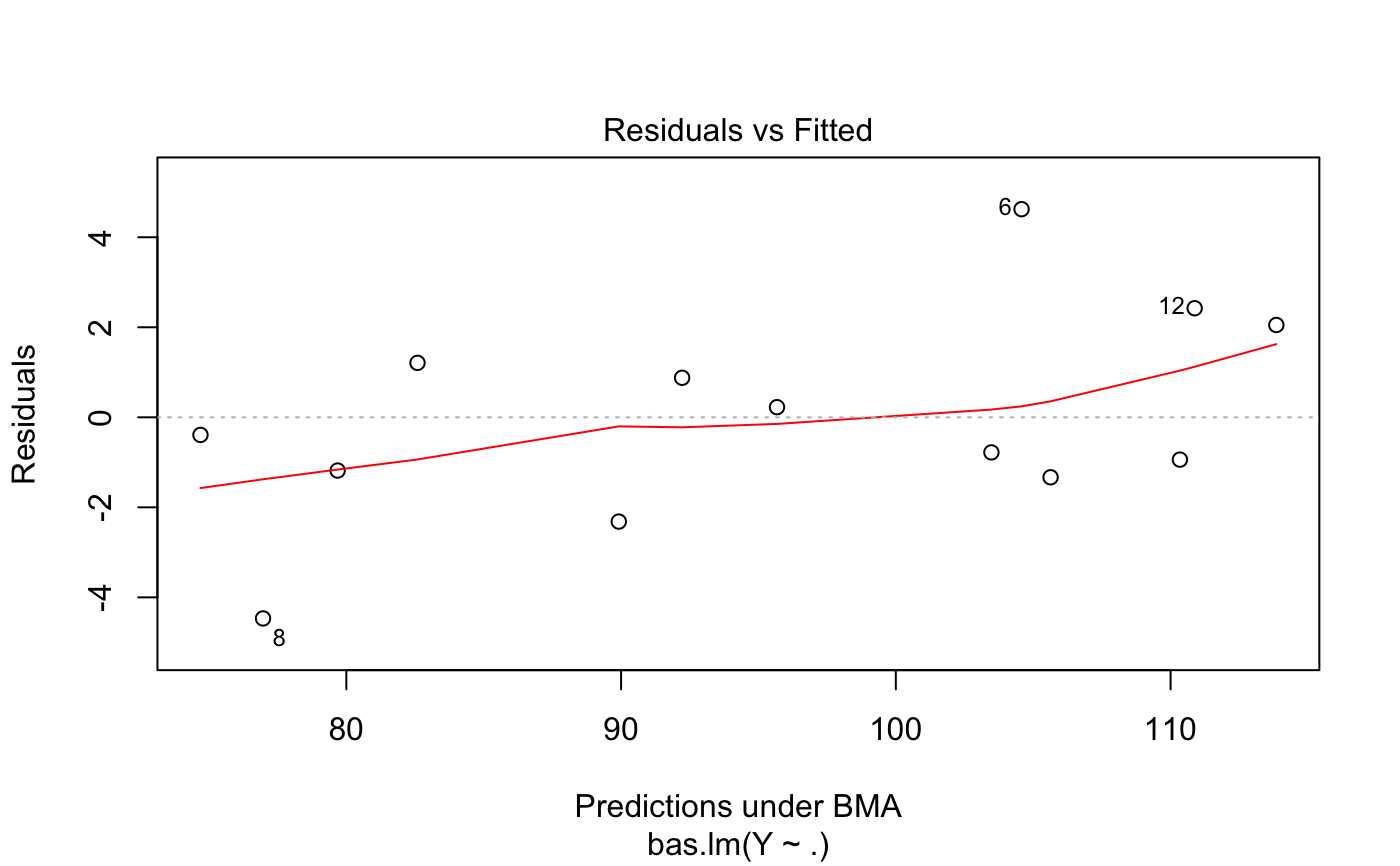 Residuals vs Fitted
Residuals
4
2
0
-2
-4
6
12
8
80 90 100 110
Predictions under BMA
bas.lm(Y ~ .)